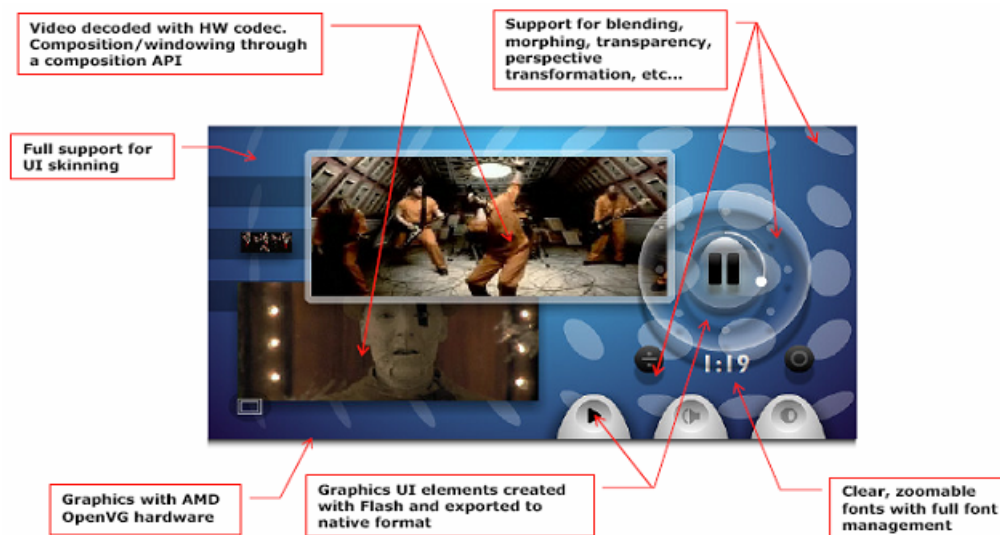 Video decoded with HW codec.
Composition/windowing through
a composition API
Support for blending,
morphing, transparency,
perspective
transformation, etc...
Full support for
UI skinning
1:19
Graphics with AMD
OpenVG hardware
Graphics UI elements created
with Flash and exported to
native format
Clear, zoomable
fonts with full font
management